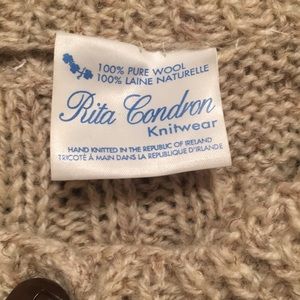 100% PURE WOOL
100% LAINE NATURELLE
Rita Condron
Knitwear
HAND KNITTED IN THE REPUBLIC OF IRELAND
TRICOTÉ À MAIN DANS LA REPUBLIQUE D'IRLANDE